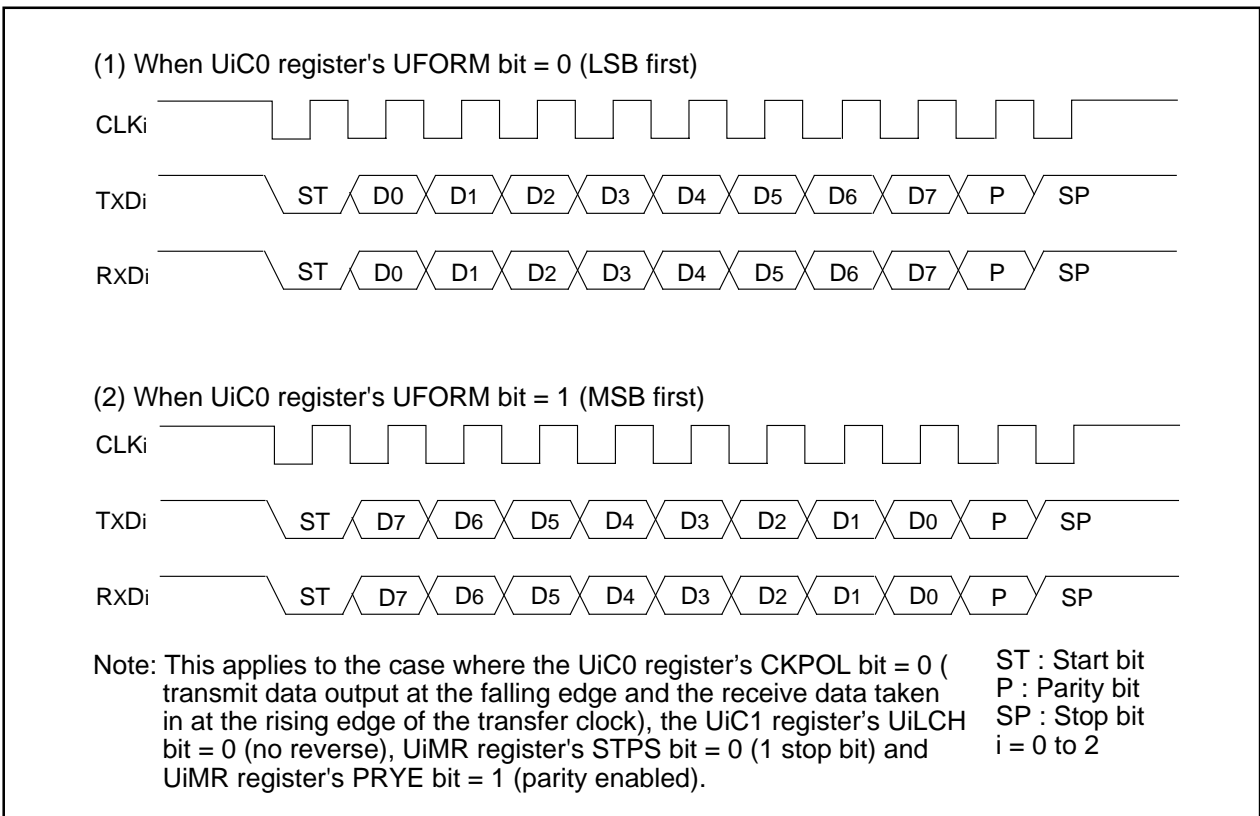 (1) When UiC0 register's UFORM bit = 0 (LSB first)
CLKi
TXDi ST D0 D1 D2 D3 D4 D5 D6 D7 P SP
RXDi ST D0 D1 D2 D3 D4 D5 D6 D7 P SP
(2) When UiC0 register's UFORM bit = 1 (MSB first)
CLKi
TXDi ST D7 D6 D5 D4 D3 D2 D1 D0 P SP
RXDi ST D7 D6 D5 D4 D3 D2 D1 D0 P SP
Note: This applies to the case where the UiC0 register's CKPOL bit = 0 (
transmit data output at the falling edge and the receive data taken
in at the rising edge of the transfer clock), the UiC1 register's UiLCH
bit = 0 (no reverse), UiMR register's STPS bit = 0 (1 stop bit) and
UiMR register's PRYE bit = 1 (parity enabled).
ST : Start bit
P : Parity bit
SP : Stop bit
i = 0 to 2